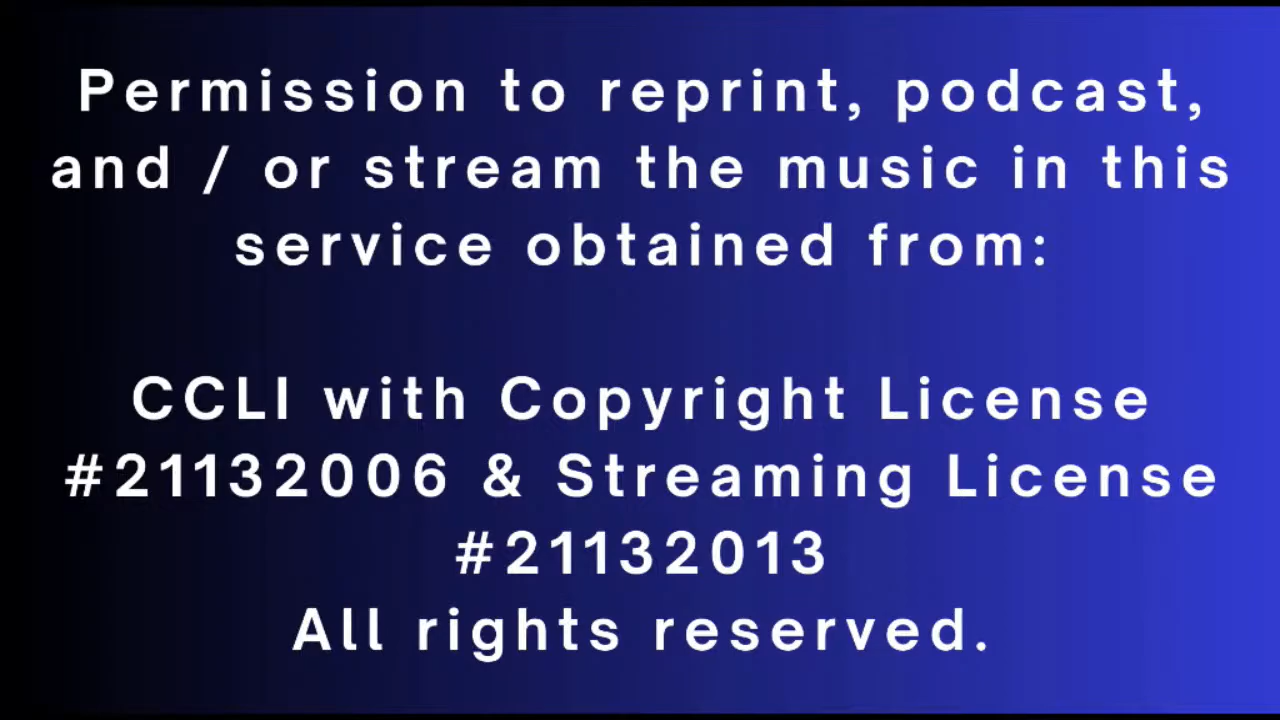 Permission to reprint, podcast,
and / or stream the music in this
service obtained from:
CCLI with Copyright License
#21132006 & Streaming License
#21132013
All rights reserved.